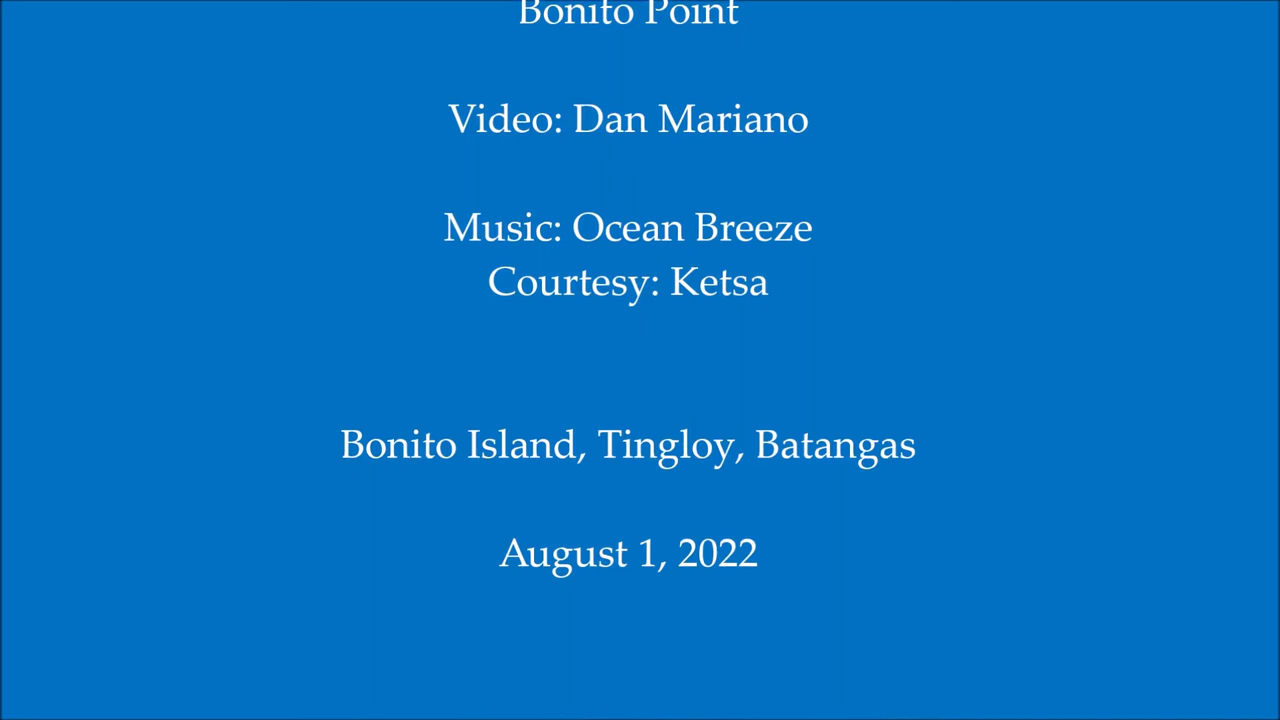 Bonito Point
Video: Dan Mariano
Music: Ocean Breeze
Courtesy: Ketsa
Bonito Island, Tingloy, Batangas
August 1, 2022